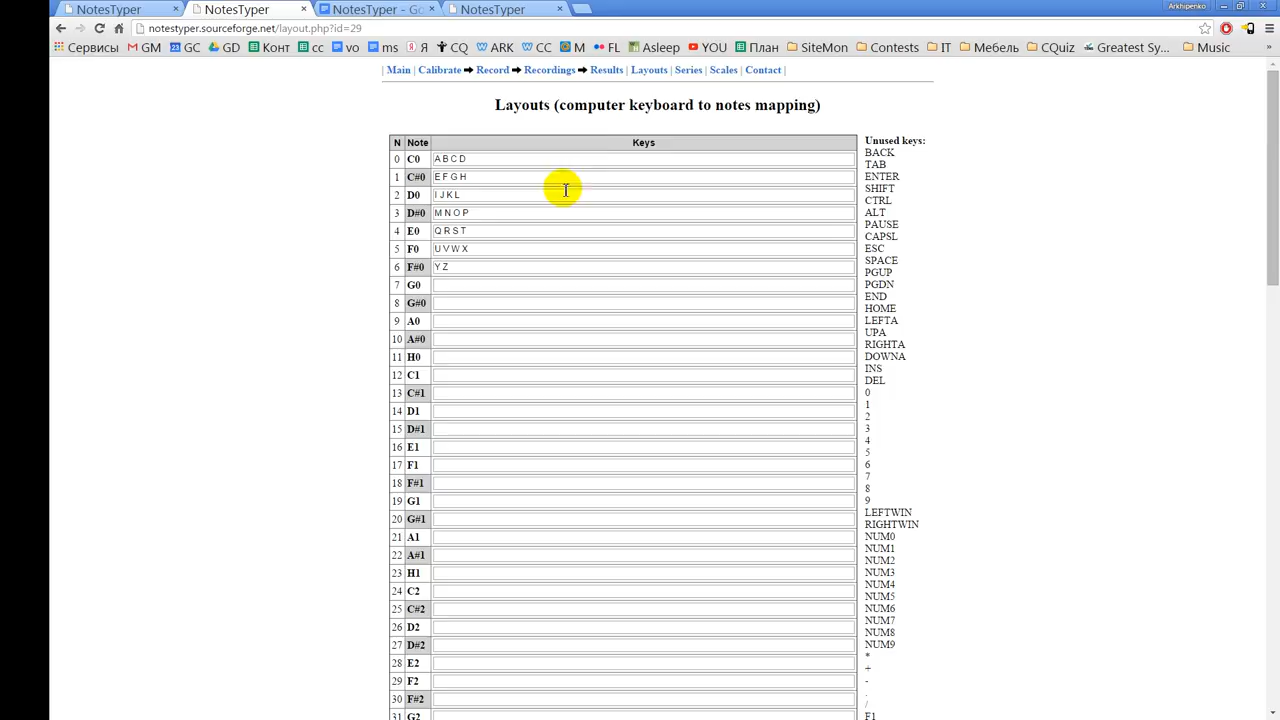 NotesTyper × NotesTyper × NotesTyper - Go × NotesTyper ×
Arkhipenko
notestyper.sourceforge.net/layout.php?id=29
Сервисы GM GC GD Конт cc vo ms Я CQ ARK CC M FL Asleep YOU План SiteMon Contests IT Мебель CQuiz Greatest Sy... Music »
| Main | Calibrate ➡ Record ➡ Recordings ➡ Results | Layouts | Series | Scales | Contact |
Layouts (computer keyboard to notes mapping)
N Note Keys
0 C0 A B C D
1 C#0 E F G H
2 D0 I J K L
3 D#0 M N O P
4 E0 Q R S T
5 F0 U V W X
6 F#0 Y Z
7 G0
8 G#0
9 A0
10 A#0
11 H0
12 C1
13 C#1
14 D1
15 D#1
16 E1
17 F1
18 F#1
19 G1
20 G#1
21 A1
22 A#1
23 H1
24 C2
25 C#2
26 D2
27 D#2
28 E2
29 F2
30 F#2
31 G2
Unused keys:
BACK
TAB
ENTER
SHIFT
CTRL
ALT
PAUSE
CAPSL
ESC
SPACE
PGUP
PGDN
END
HOME
LEFTA
UPA
RIGHTA
DOWNA
INS
DEL
0
1
2
3
4
5
6
7
8
9
LEFTWIN
RIGHTWIN
NUM0
NUM1
NUM2
NUM3
NUM4
NUM5
NUM6
NUM7
NUM8
NUM9
*
+
-
.
/
F1